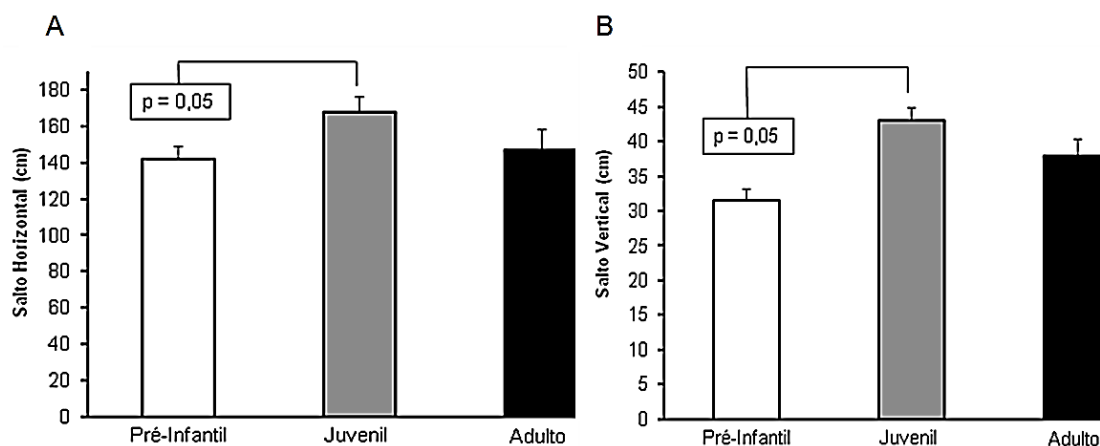 A
Salto Horizontal (cm)
180
160
140
120
100
80
60
40
20
0
p = 0,05
Pré-Infantil Juvenil Adulto
B
Salto Vertical (cm)
50
45
40
35
30
25
20
15
10
5
0
p = 0,05
Pré-Infantil Juvenil Adulto